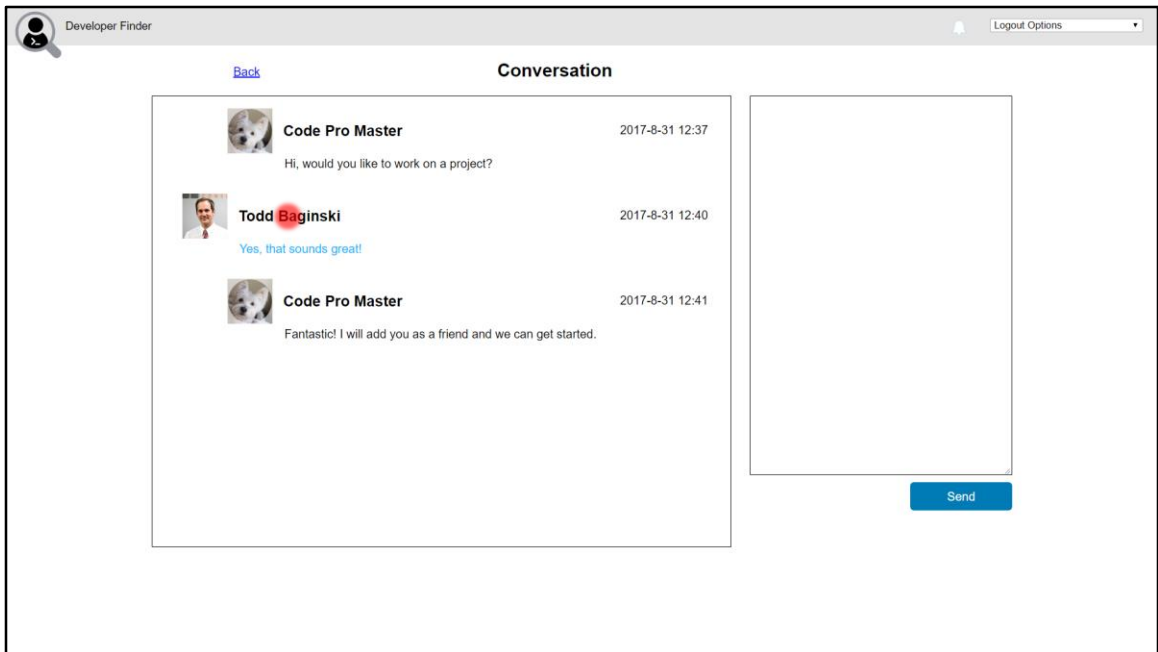 Developer Finder
Logout Options
Back
Conversation
Code Pro Master
2017-8-31 12:37
Hi, would you like to work on a project?
Todd Baginski
2017-8-31 12:40
Yes, that sounds great!
Code Pro Master
2017-8-31 12:41
Fantastic! I will add you as a friend and we can get started.
Send